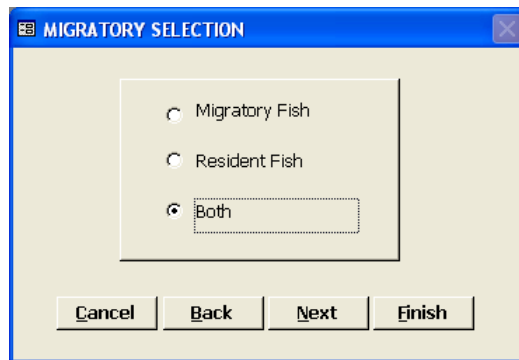 MIGRATORY SELECTION
Migratory Fish
Resident Fish
Both
Cancel Back Next Finish